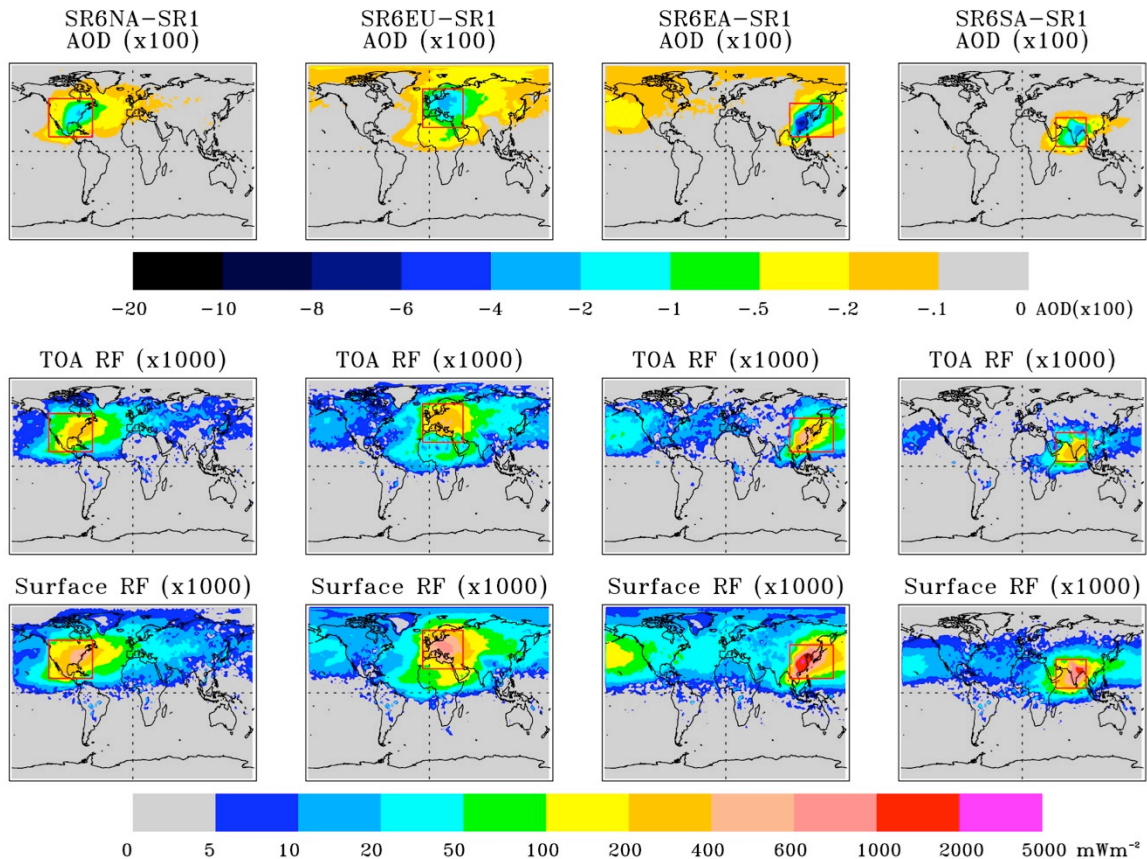 SR6NA−SR1 SR6EU−SR1 SR6EA−SR1 SR6SA−SR1
AOD (x100) AOD (x100) AOD (x100) AOD (x100)
−20 −10 −8 −6 −4 −2 −1 −.5 −.2 −.1 0 AOD(x100)
TOA RF (x1000) TOA RF (x1000) TOA RF (x1000) TOA RF (x1000)
Surface RF (x1000) Surface RF (x1000) Surface RF (x1000) Surface RF (x1000)
0 5 10 20 50 100 200 400 600 1000 2000 5000 mWm⁻²